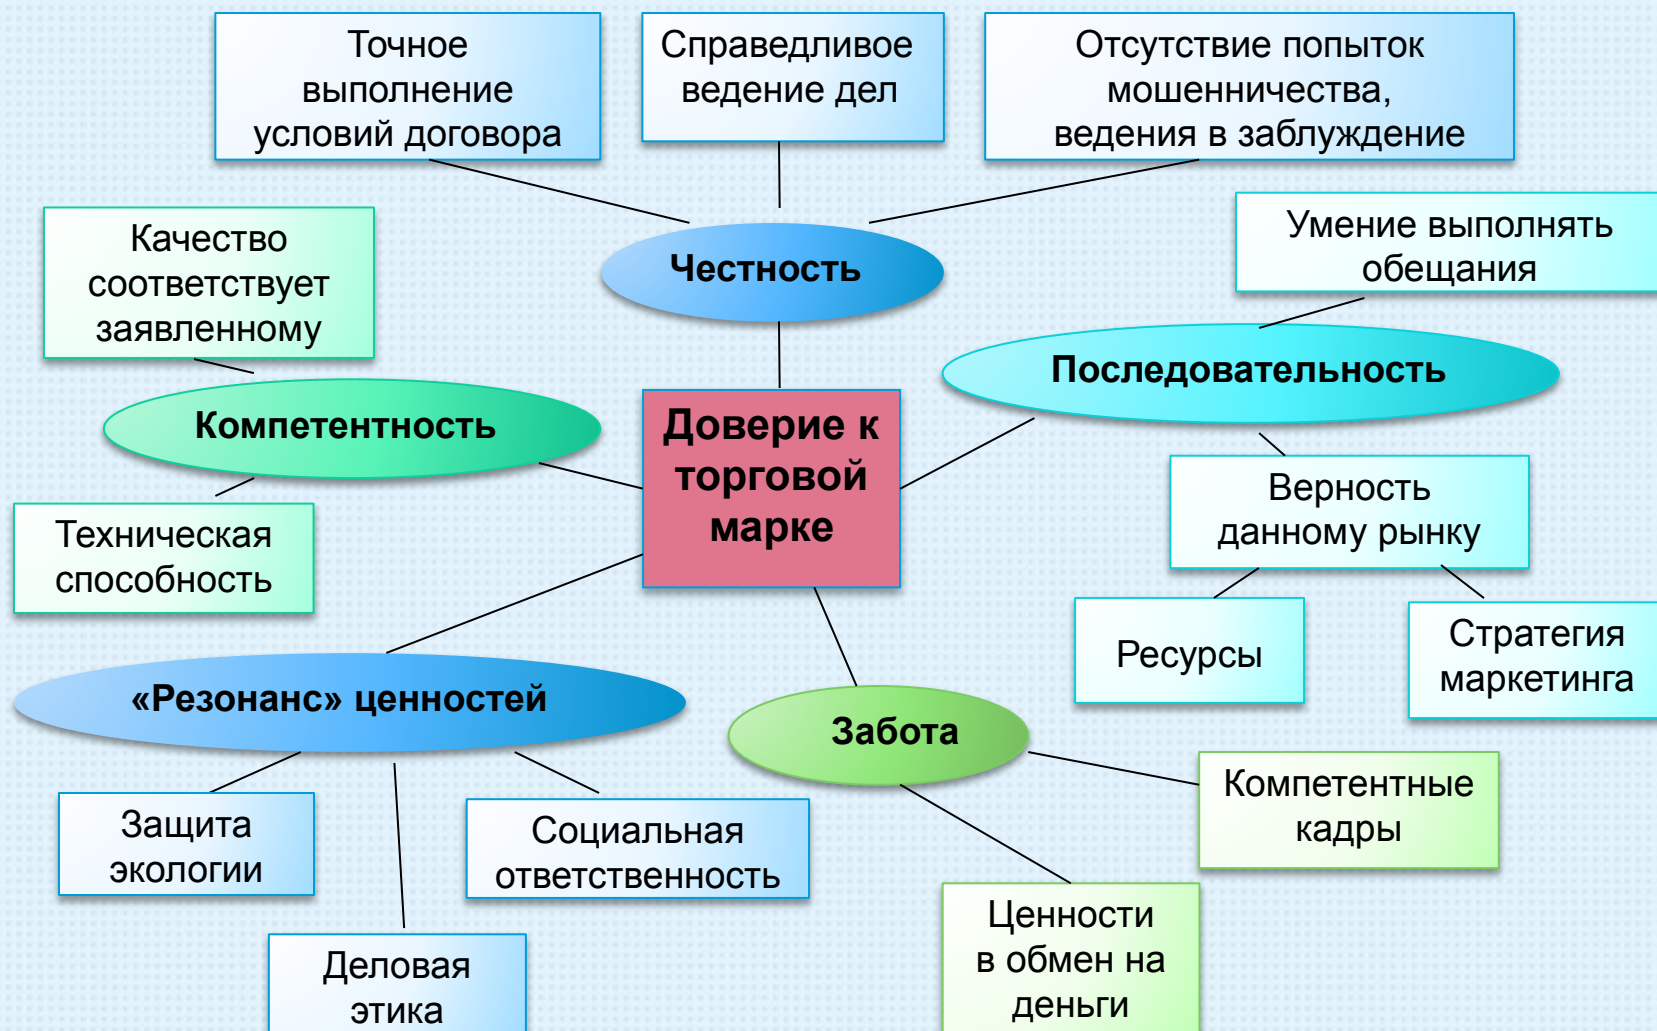 Точное
выполнение
условий договора
Справедливое
ведение дел
Отсутствие попыток
мошенничества,
ведения в заблуждение
Качество
соответствует
заявленному
Честность
Умение выполнять
обещания
Компетентность
Доверие к
торговой
марке
Последовательность
Техническая
способность
Верность
данному рынку
Ресурсы
Стратегия
маркетинга
«Резонанс» ценностей
Забота
Защита
экологии
Социальная
ответственность
Компетентные
кадры
Деловая
этика
Ценности
в обмен на
деньги